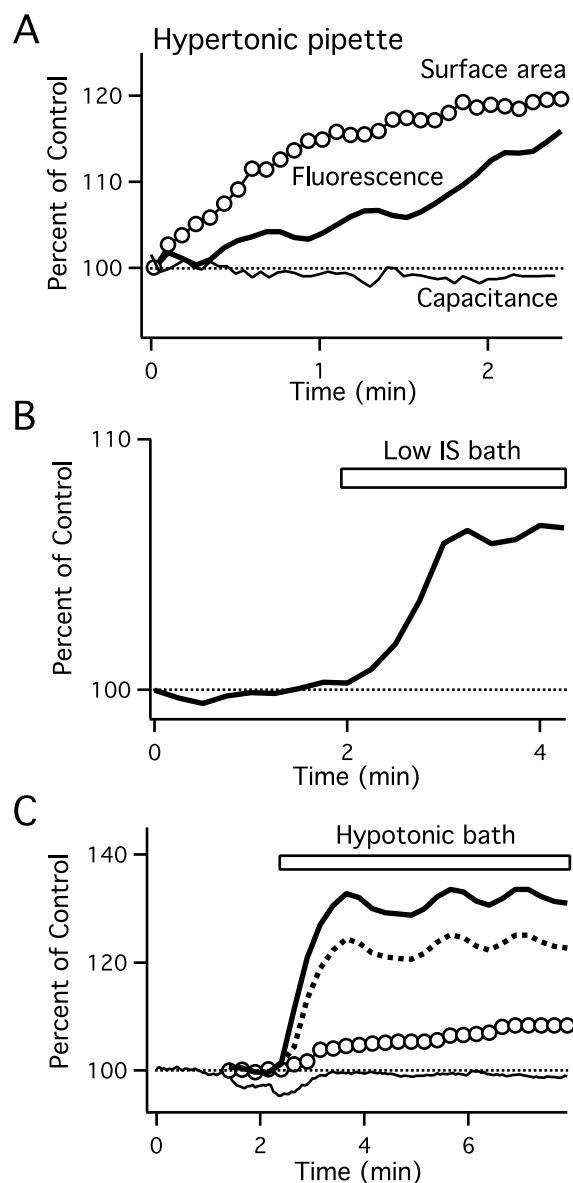 A
Hypertonic pipette
Percent of Control
120
110
100
Surface area
Fluorescence
Capacitance
0
1
2
Time (min)
B
Percent of Control
110
100
Low IS bath
0
2
4
Time (min)
C
Percent of Control
140
120
100
Hypotonic bath
0
2
4
6
Time (min)